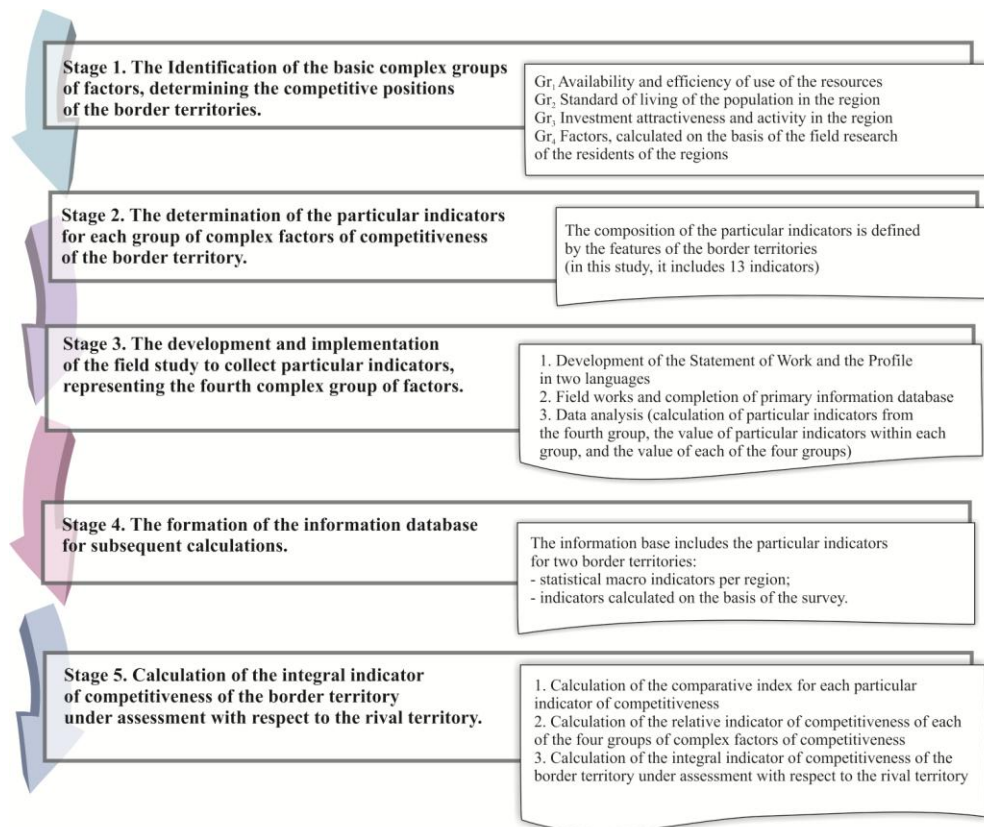 Stage 1. The Identification of the basic complex groups
of factors, determining the competitive positions
of the border territories.
Gr₁ Availability and efficiency of use of the resources
Gr₂ Standard of living of the population in the region
Gr₃ Investment attractiveness and activity in the region
Gr₄ Factors, calculated on the basis of the field research
of the residents of the regions
Stage 2. The determination of the particular indicators
for each group of complex factors of competitiveness
of the border territory.
The composition of the particular indicators is defined
by the features of the border territories
(in this study, it includes 13 indicators)
Stage 3. The development and implementation
of the field study to collect particular indicators,
representing the fourth complex group of factors.
1. Development of the Statement of Work and the Profile
in two languages
2. Field works and completion of primary information database
3. Data analysis (calculation of particular indicators from
the fourth group, the value of particular indicators within each
group, and the value of each of the four groups)
Stage 4. The formation of the information database
for subsequent calculations.
The information base includes the particular indicators
for two border territories:
- statistical macro indicators per region;
- indicators calculated on the basis of the survey.
Stage 5. Calculation of the integral indicator
of competitiveness of the border territory
under assessment with respect to the rival territory.
1. Calculation of the comparative index for each particular
indicator of competitiveness
2. Calculation of the relative indicator of competitiveness of each
of the four groups of complex factors of competitiveness
3. Calculation of the integral indicator of competitiveness of the
border territory under assessment with respect to the rival territory